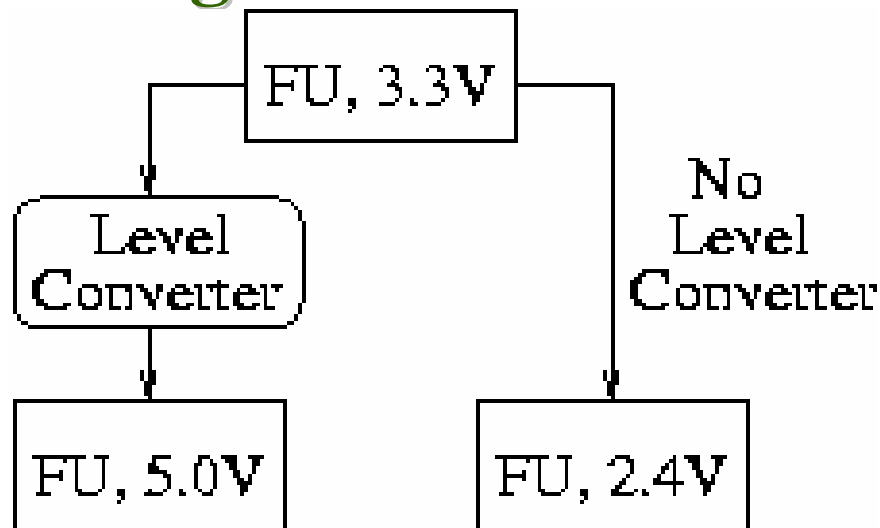 FU, 3.3V
No
Level
Converter
Level
Converter
FU, 5.0V
FU, 2.4V